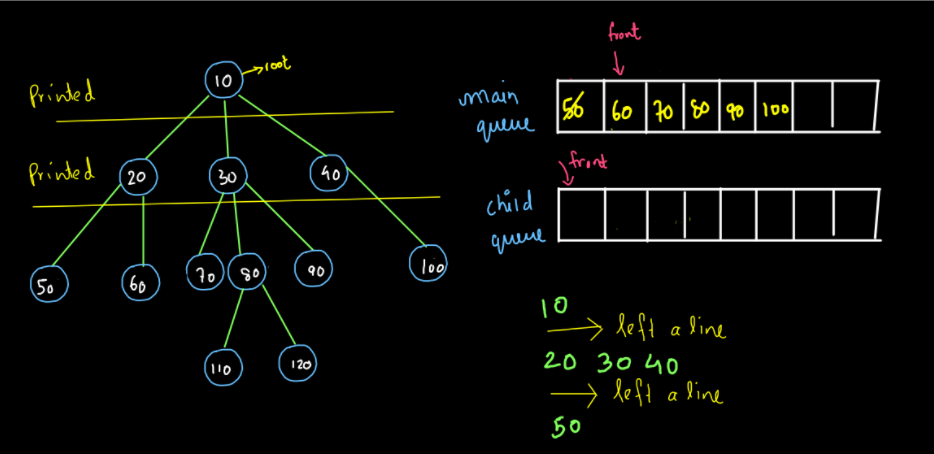 front
main
queue
50 60 70 80 90 100
front
child
queue
Printed
10 → root
Printed
20 30 40
50 60 70 80 90 100
110 120
10
→ left a line
20 30 40
→ left a line
50